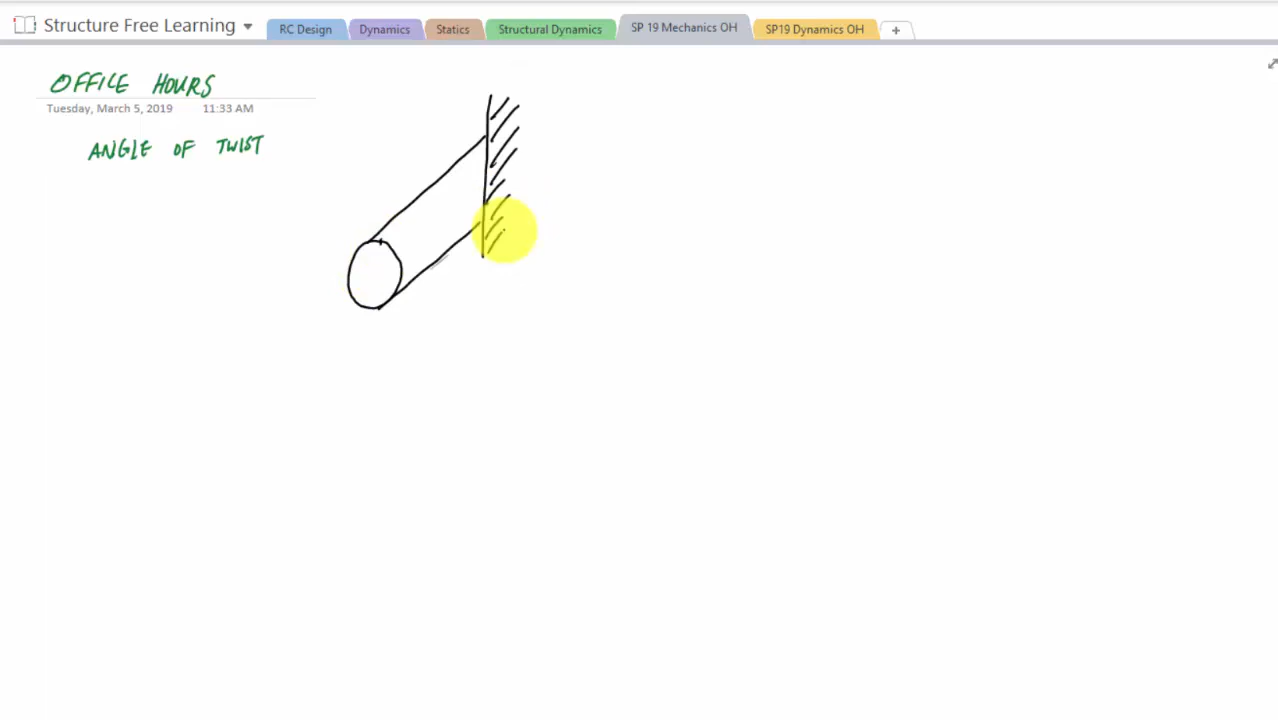 Structure Free Learning
RC Design
Dynamics
Statics
Structural Dynamics
SP 19 Mechanics OH
SP19 Dynamics OH
+
OFFICE HOURS
Tuesday, March 5, 2019 11:33 AM
ANGLE OF TWIST